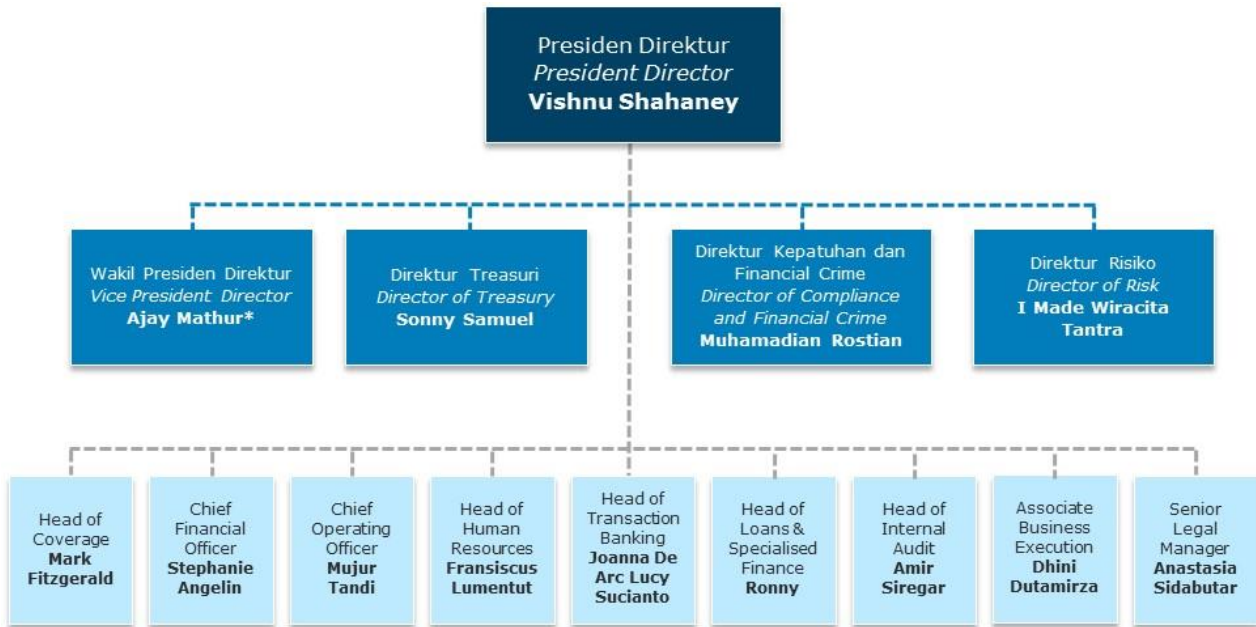 Presiden Direktur
President Director
Vishnu Shahaney
Wakil Presiden Direktur
Vice President Director
Ajay Mathur*
Direktur Treasuri
Director of Treasury
Sonny Samuel
Direktur Kepatuhan dan
Financial Crime
Director of Compliance
and Financial Crime
Muhamadian Rostian
Direktur Risiko
Director of Risk
I Made Wiracita
Tantra
Head of
Coverage
Mark
Fitzgerald
Chief
Financial
Officer
Stephanie
Angelin
Chief
Operating
Officer
Mujur
Tandi
Head of
Human
Resources
Fransiscus
Lumentut
Head of
Transaction
Banking
Joanna De
Arc Lucy
Sucianto
Head of
Loans &
Specialised
Finance
Ronny
Head of
Internal
Audit
Amir
Siregar
Associate
Business
Execution
Dhini
Dutamirza
Senior
Legal
Manager
Anastasia
Sidabutar